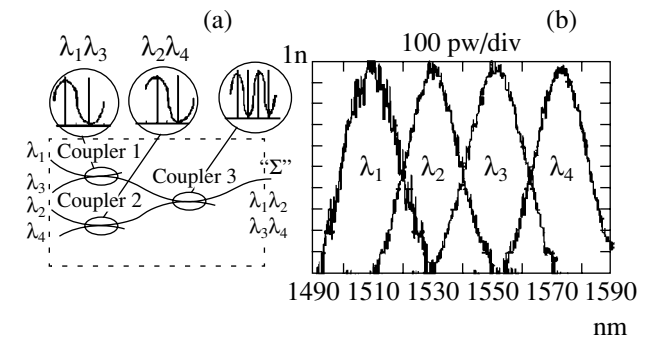 (a)
λ1λ3
λ2λ4
λ1
Coupler 1
λ3
Coupler 3
“Σ”
λ2
Coupler 2
λ1λ2
λ4
λ3λ4
(b)
100 pw/div
1n
λ1
λ2
λ3
λ4
1490 1510 1530 1550 1570 1590
nm